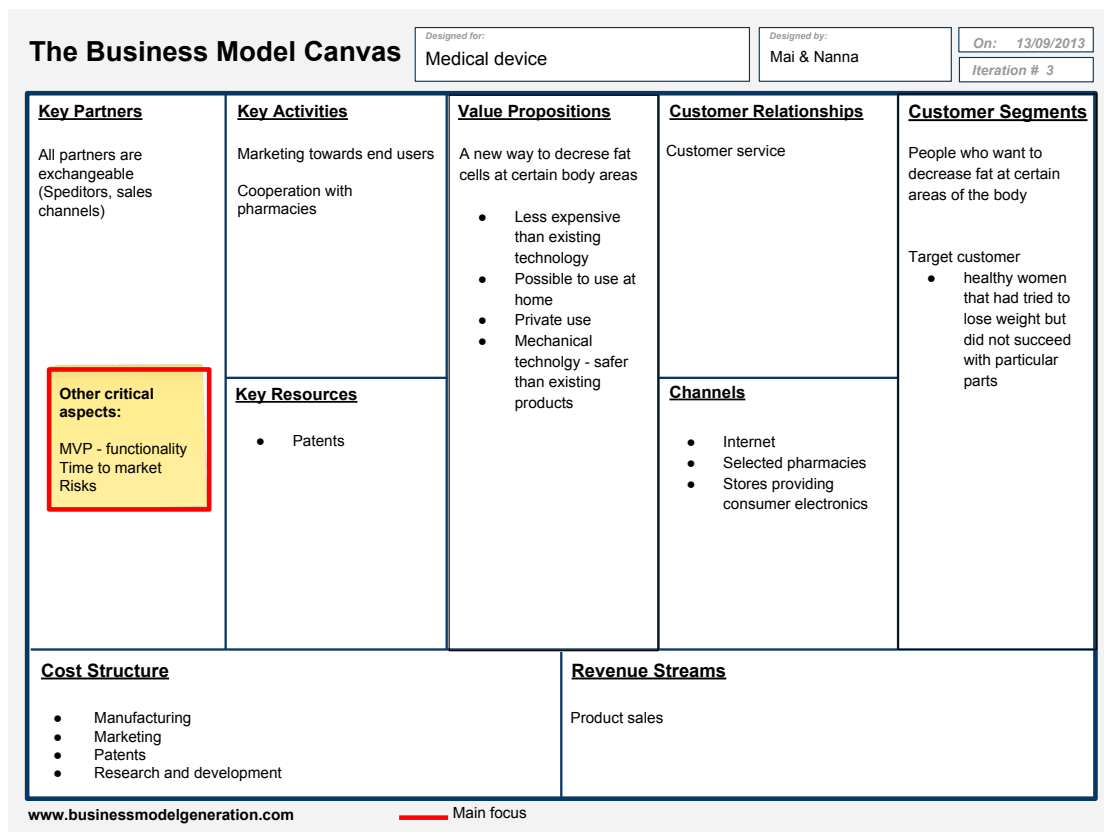 The Business Model Canvas
Designed for:
Medical device
Designed by:
Mai & Nanna
On: 13/09/2013
Iteration # 3
Key Partners
All partners are
exchangeable
(Speditors, sales
channels)
Other critical
aspects:
MVP - functionality
Time to market
Risks
Key Activities
Marketing towards end users
Cooperation with
pharmacies
Key Resources
● Patents
Value Propositions
A new way to decrese fat
cells at certain body areas
● Less expensive
than existing
technology
● Possible to use at
home
● Private use
● Mechanical
technolgy - safer
than existing
products
Customer Relationships
Customer service
Channels
● Internet
● Selected pharmacies
● Stores providing
consumer electronics
Customer Segments
People who want to
decrease fat at certain
areas of the body
Target customer
● healthy women
that had tried to
lose weight but
did not succeed
with particular
parts
Cost Structure
● Manufacturing
● Marketing
● Patents
● Research and development
Revenue Streams
Product sales
www.businessmodelgeneration.com
Main focus